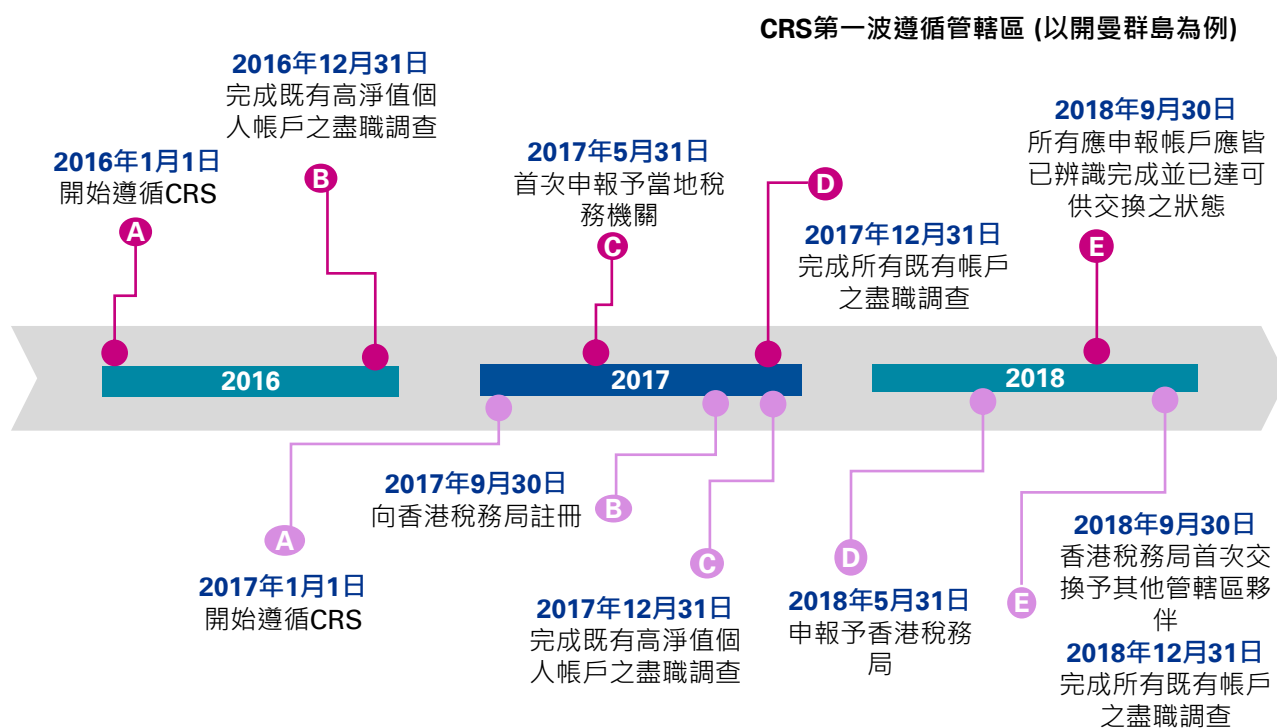 CRS第一波遵循管轄區 (以開曼群島為例)
2016年1月1日
開始遵循CRS
A
2016年12月31日
完成既有高淨值個
人帳戶之盡職調查
B
2017年5月31日
首次申報予當地稅
務機關
C
D
2017年12月31日
完成所有既有帳戶
之盡職調查
2018年9月30日
所有應申報帳戶應皆
已辨識完成並已達可
供交換之狀態
E
2016
2017
2018
A
2017年1月1日
開始遵循CRS
2017年9月30日
向香港稅務局註冊
B
C
2017年12月31日
完成既有高淨值個
人帳戶之盡職調查
D
2018年5月31日
申報予香港稅務
局
E
2018年9月30日
香港稅務局首次交
換予其他管轄區夥
伴
2018年12月31日
完成所有既有帳戶
之盡職調查